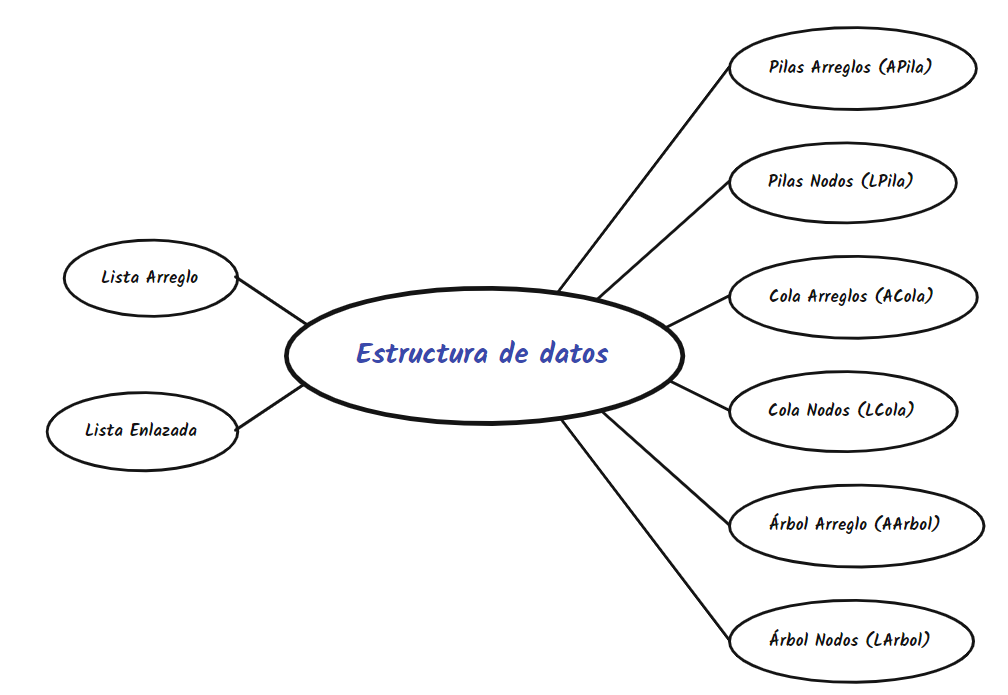 Pilas Arreglos (APila)
Pilas Nodos (LPila)
Lista Arreglo
Cola Arreglos (ACola)
Estructura de datos
Cola Nodos (LCola)
Lista Enlazada
Árbol Arreglo (AArbol)
Árbol Nodos (LArbol)